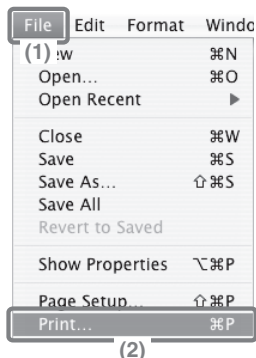 File Edit Format Windo
(1) ew ⌘N
Open... ⌘O
Open Recent ▶
Close ⌘W
Save ⌘S
Save As... ⇧⌘S
Save All
Revert to Saved
Show Properties ⌥⌘P
Page Setup... ⇧⌘P
Print... ⌘P
(2)